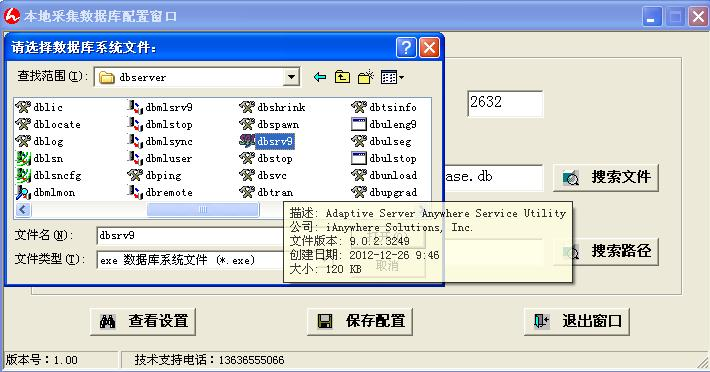 本地采集数据库配置窗口
请选择数据库系统文件:
查找范围(I):
dbserver
dblic
dbmlsrv9
dbshrink
dbtsinfo
dblocate
dbmlstop
dbspawn
dbuleng9
dblog
dbmlsync
dbsrv9
dbulseg
dblsn
dbmluser
dbstop
dbulstop
dblsncfg
dbping
dbsvc
dbunload
dbmlmon
dbremote
dbtran
dbupgrad
文件名(N):
dbsrv9
文件类型(T):
exe 数据库系统文件 (*.exe)
取消
描述: Adaptive Server Anywhere Service Utility
公司: iAnywhere Solutions, Inc.
文件版本: 9.0.2.3249
创建日期: 2012-12-26 9:46
大小: 120 KB
2632
ase.db
搜索文件
搜索路径
查看设置
保存配置
退出窗口
版本号：1.00
技术支持电话：13636555066